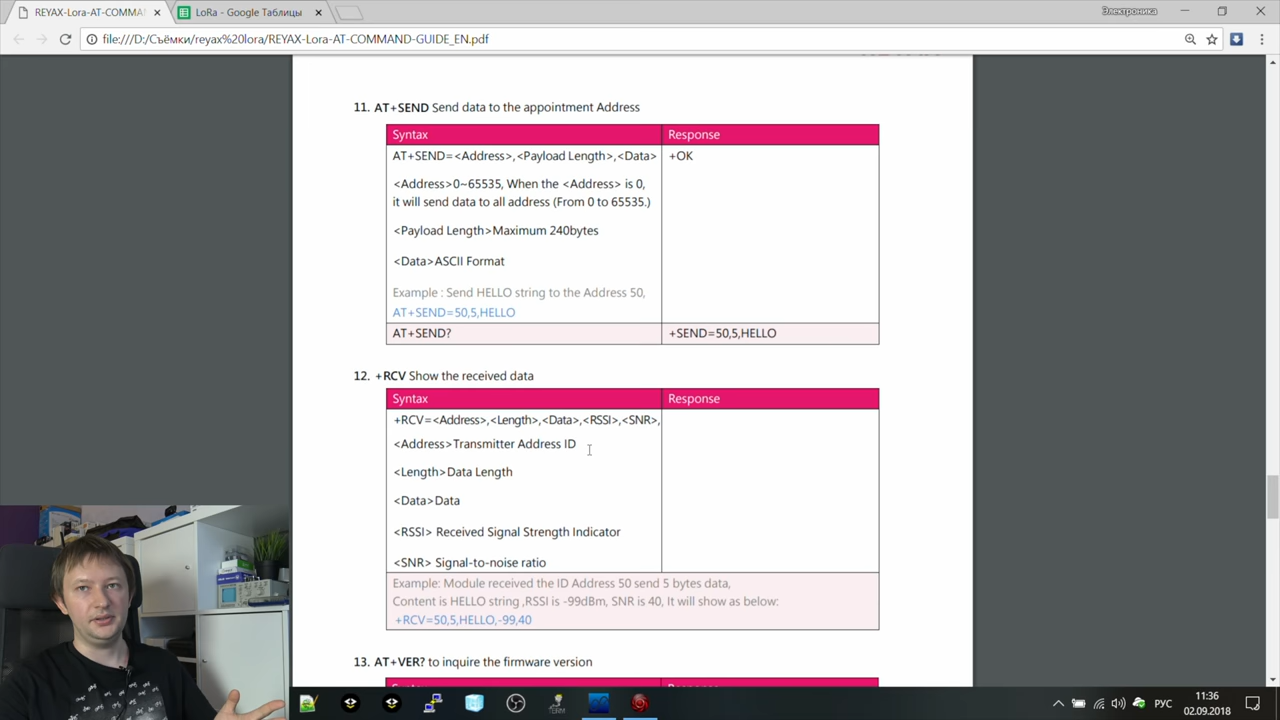 REYAX-Lora-AT-COMMA
LoRa - Google Таблицы
Электроника
file:///D:/Съёмки/reyax%20lora/REYAX-Lora-AT-COMMAND-GUIDE_EN.pdf
11. AT+SEND Send data to the appointment Address
Syntax
Response
AT+SEND=<Address>,<Payload Length>,<Data>
+OK
<Address>0~65535, When the <Address> is 0,
it will send data to all address (From 0 to 65535.)
<Payload Length>Maximum 240bytes
<Data>ASCII Format
Example : Send HELLO string to the Address 50,
AT+SEND=50,5,HELLO
AT+SEND?
+SEND=50,5,HELLO
12. +RCV Show the received data
Syntax
Response
+RCV=<Address>,<Length>,<Data>,<RSSI>,<SNR>,
<Address>Transmitter Address ID
<Length>Data Length
<Data>Data
<RSSI> Received Signal Strength Indicator
<SNR> Signal-to-noise ratio
Example: Module received the ID Address 50 send 5 bytes data,
Content is HELLO string ,RSSI is -99dBm, SNR is 40, It will show as below:
+RCV=50,5,HELLO,-99,40
13. AT+VER? to inquire the firmware version
РУС
11:36
02.09.2018